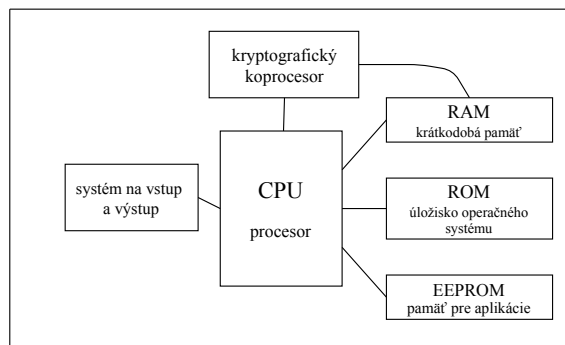 kryptografický
koprocesor
RAM
krátkodobá pamäť
systém na vstup
a výstup
CPU
procesor
ROM
úložisko operačného
systému
EEPROM
pamäť pre aplikácie